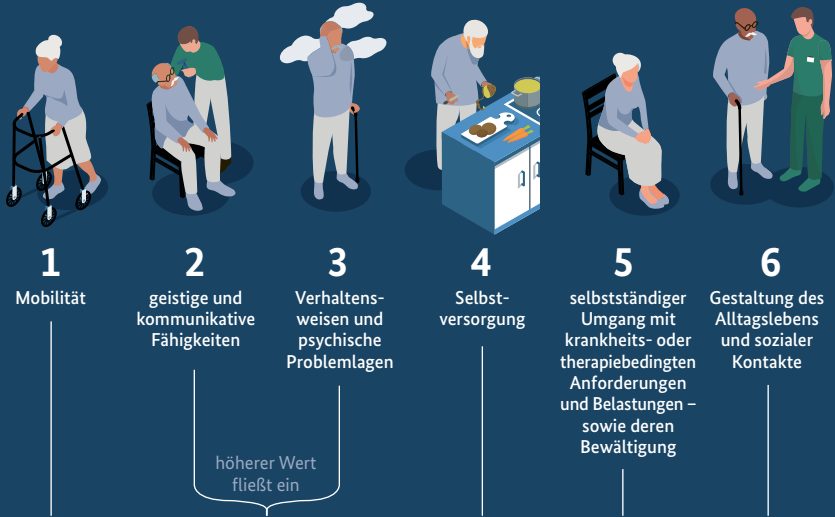 1
Mobilität
2
geistige und
kommunikative
Fähigkeiten
3
Verhaltens-
weisen und
psychische
Problemlagen
4
Selbst-
versorgung
5
selbstständiger
Umgang mit
krankheits- oder
therapiebedingten
Anforderungen
und Belastungen –
sowie deren
Bewältigung
6
Gestaltung des
Alltagslebens
und sozialer
Kontakte
höherer Wert
fließt ein